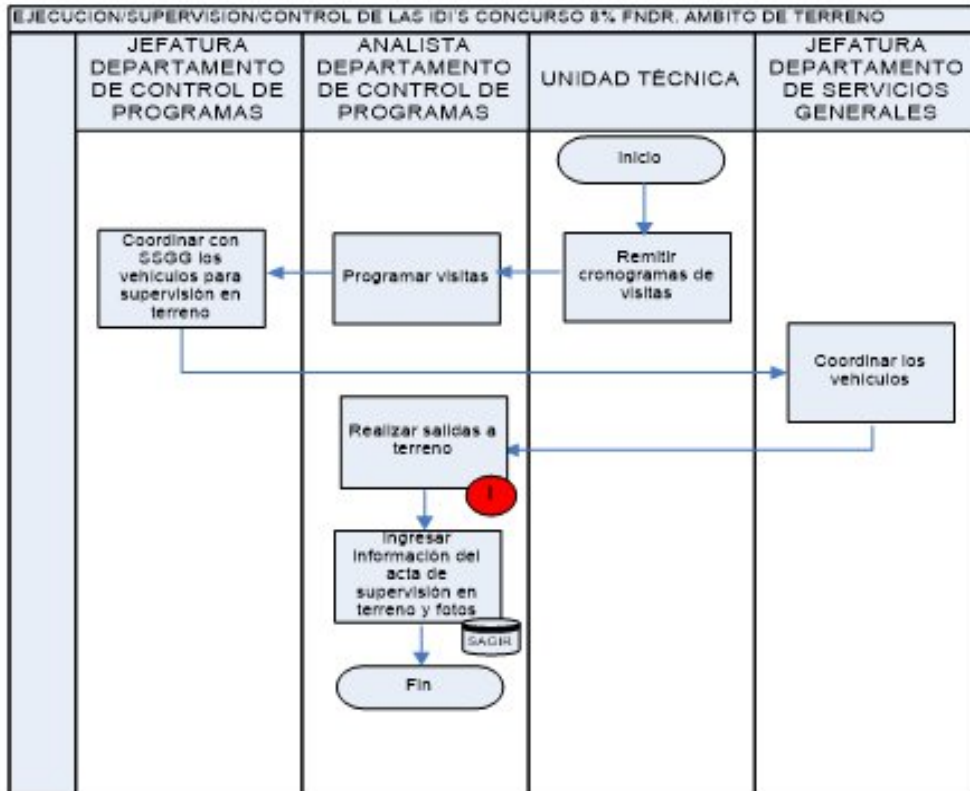 EJECUCION/SUPERVISION/CONTROL DE LAS IDI'S CONCURSO 8% FNDR. AMBITO DE TERRENO
JEFATURA
DEPARTAMENTO
DE CONTROL DE
PROGRAMAS
ANALISTA
DEPARTAMENTO
DE CONTROL DE
PROGRAMAS
UNIDAD TÉCNICA
JEFATURA
DEPARTAMENTO
DE SERVICIOS
GENERALES
Inicio
Remitir
cronogramas de
visitas
Programar visitas
Coordinar con
SSGG los
vehículos para
supervisión en
terreno
Coordinar los
vehículos
Realizar salidas a
terreno
I
Ingresar
información del
acta de
supervisión en
terreno y fotos
SAGIR
Fin